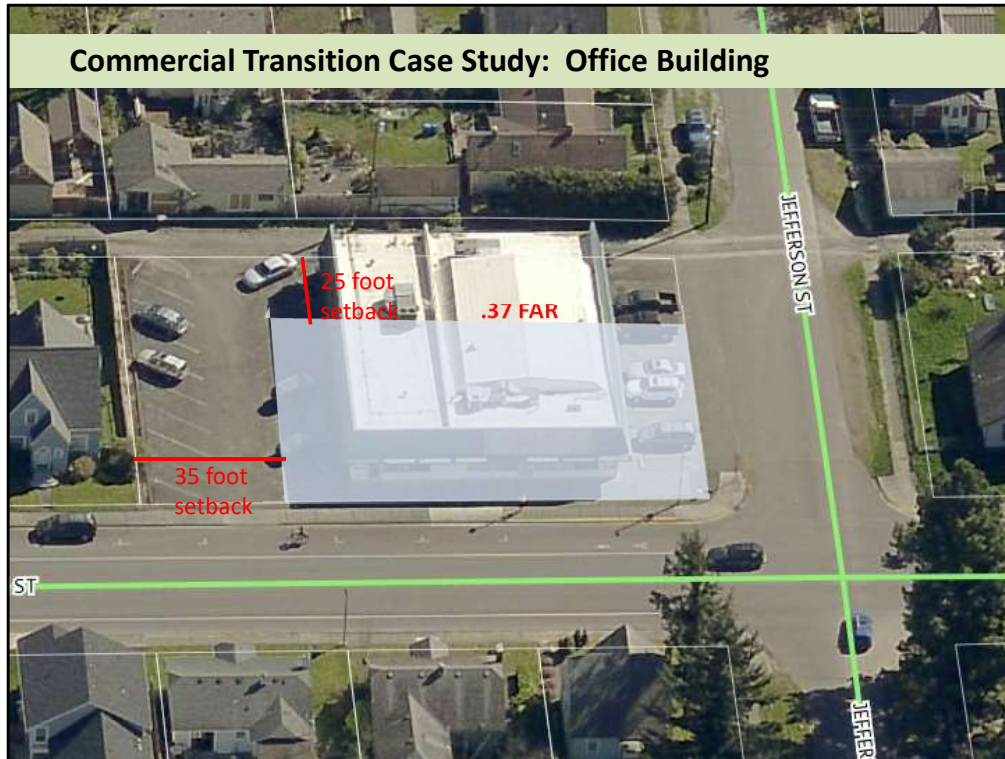 Commercial Transition Case Study: Office Building
JEFFERSON ST
25 foot
setback
.37 FAR
35 foot
setback
ST
JEFFER